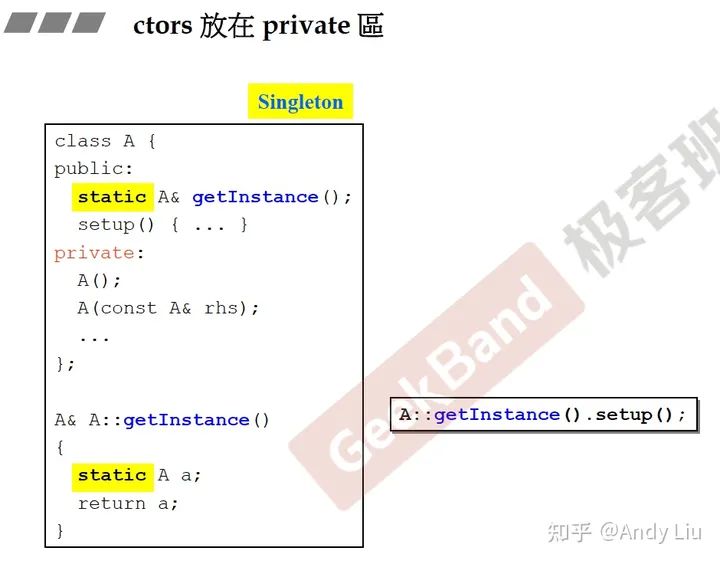 ctors 放在 private 區
Singleton
class A {
public:
static A& getInstance();
setup() { ... }
private:
A();
A(const A& rhs);
...
};
A& A::getInstance()
{
static A a;
return a;
}
A::getInstance().setup();
GeekBand 极客班
知乎 @Andy Liu